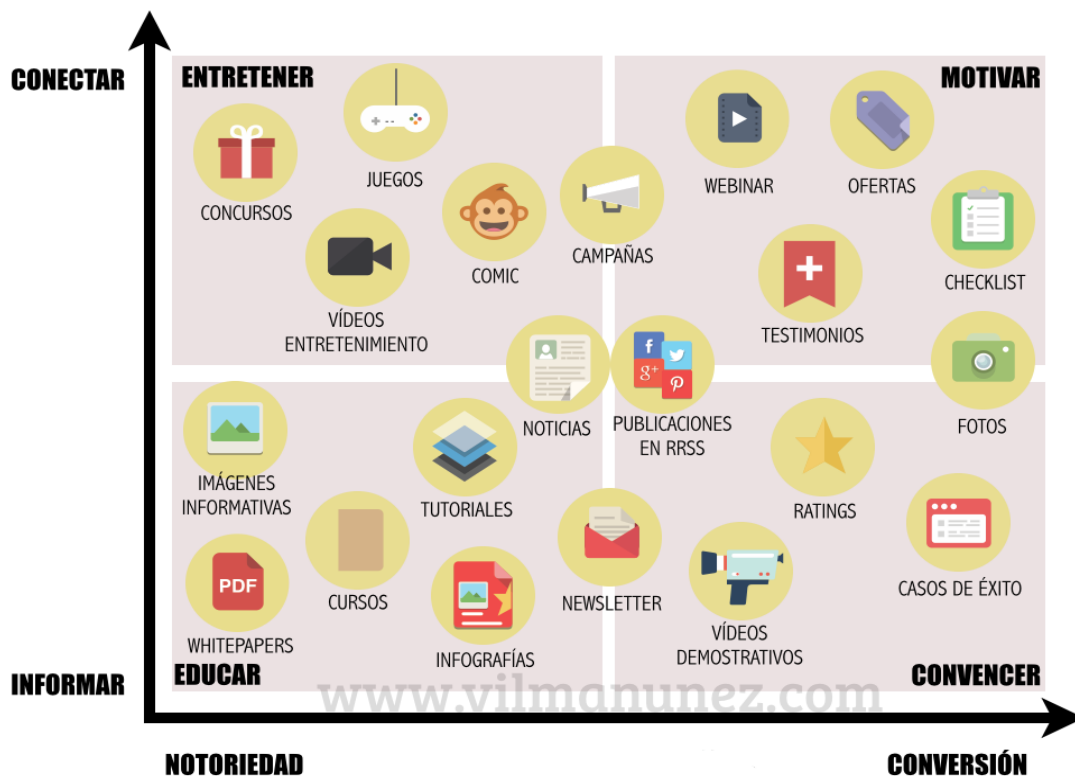 CONECTAR
ENTRETENER
MOTIVAR
JUEGOS
WEBINAR
OFERTAS
CONCURSOS
COMIC
CAMPAÑAS
CHECKLIST
VÍDEOS
ENTRETENIMIENTO
TESTIMONIOS
f
g+
NOTICIAS
PUBLICACIONES
EN RRSS
FOTOS
IMÁGENES
INFORMATIVAS
TUTORIALES
RATINGS
PDF
CURSOS
NEWSLETTER
CASOS DE ÉXITO
WHITEPAPERS
INFOGRAFÍAS
VÍDEOS
DEMOSTRATIVOS
INFORMAR
EDUCAR
CONVENCER
www.vilmanunez.com
NOTORIEDAD
CONVERSIÓN